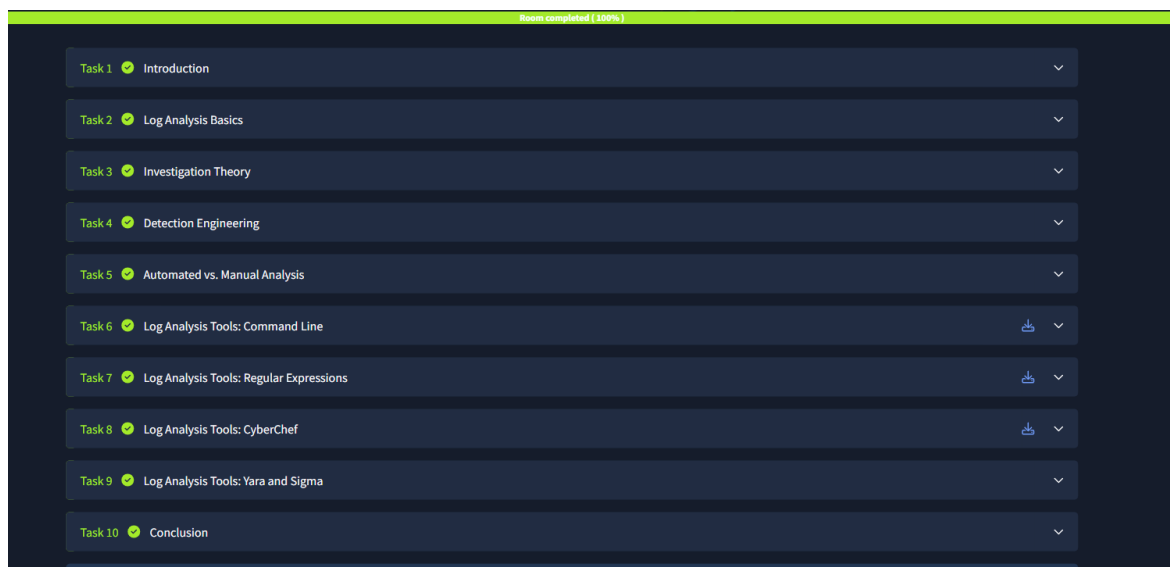 Room completed ( 100% )
Task 1 Introduction
Task 2 Log Analysis Basics
Task 3 Investigation Theory
Task 4 Detection Engineering
Task 5 Automated vs. Manual Analysis
Task 6 Log Analysis Tools: Command Line
Task 7 Log Analysis Tools: Regular Expressions
Task 8 Log Analysis Tools: CyberChef
Task 9 Log Analysis Tools: Yara and Sigma
Task 10 Conclusion